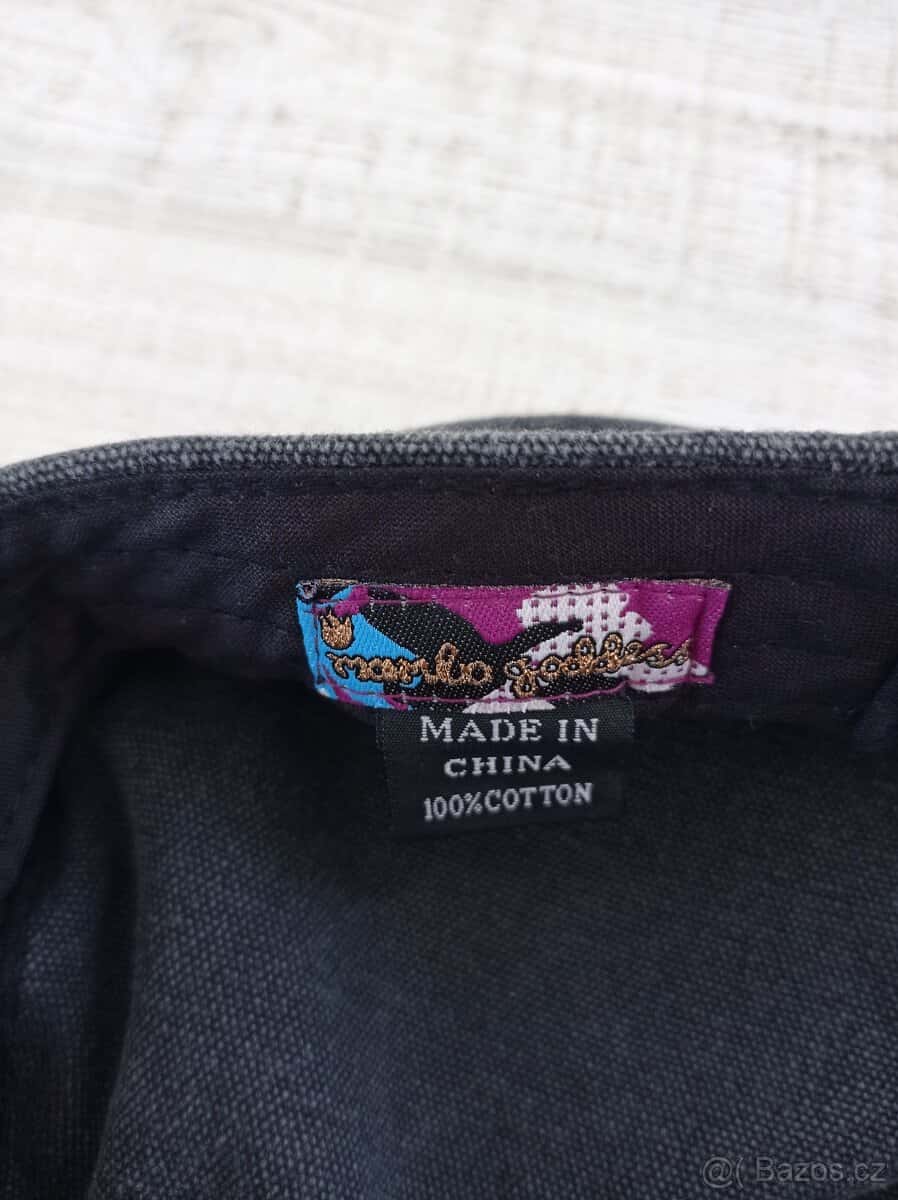 mambo goddess
MADE IN
CHINA
100%COTTON
@( Bazos.cz